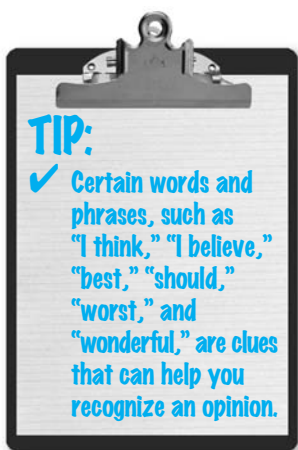 TIP:
✔ Certain words and
phrases, such as
“I think,” “I believe,”
“best,” “should,”
“worst,” and
“wonderful,” are clues
that can help you
recognize an opinion.